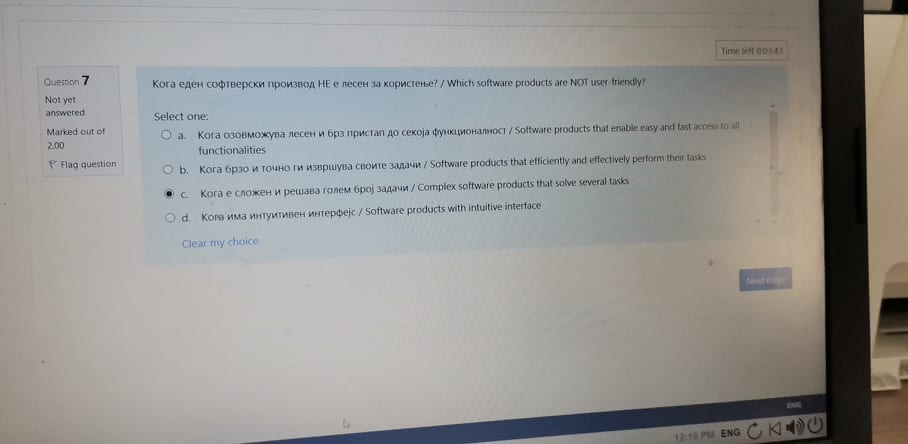 Time left 0:03:43
Question 7
Not yet
answered
Marked out of
2.00
Flag question
Кога еден софтверски производ НЕ е лесен за користење? / Which software products are NOT user-friendly?
Select one:
a. Кога озовможува лесен и брз пристап до секоја функционалност / Software products that enable easy and fast access to all
functionalities
b. Кога брзо и точно ги извршува своите задачи / Software products that efficiently and effectively perform their tasks
c. Кога е сложен и решава голем број задачи / Complex software products that solve several tasks
d. Кога има интуитивен интерфејс / Software products with intuitive interface
Clear my choice
Next page
ENG
12:19 PM ENG